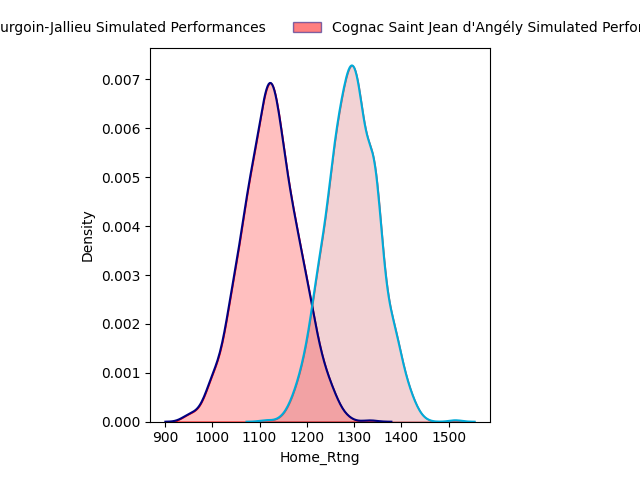 urgoin-Jallieu Simulated Performances
Cognac Saint Jean d'Angély Simulated Perfor
0.007
0.006
0.005
0.004
0.003
0.002
0.001
0.000
Density
900 1000 1100 1200 1300 1400 1500
Home_Rtng